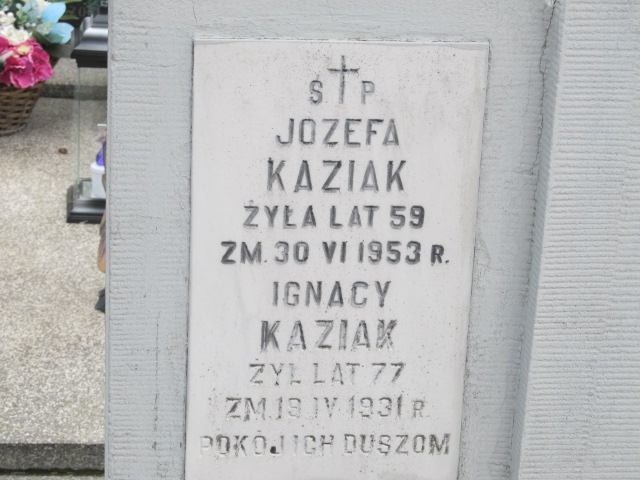 Ś P
JOZEFA
KAZIAK
ŻYŁA LAT 59
ZM. 30 VI 1953 R.
IGNACY
KAZIAK
ŻYŁ LAT 77
ZM. 19 IV 1931 R.
POKÓJ ICH DUSZOM